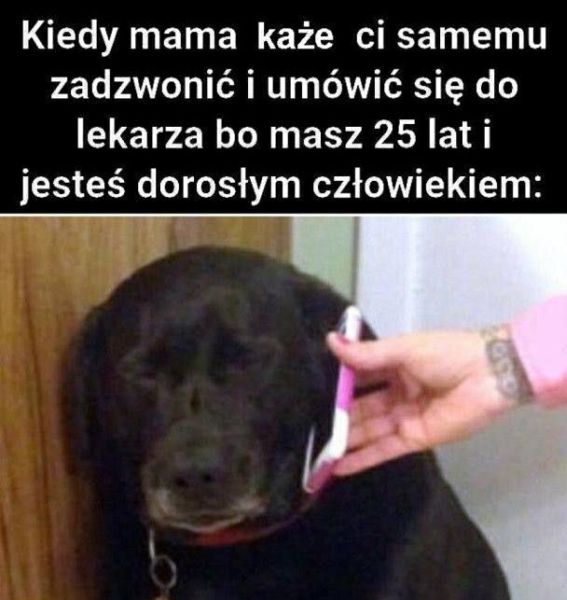 Kiedy mama każe ci samemu
zadzwonić i umówić się do
lekarza bo masz 25 lat i
jesteś dorosłym człowiekiem: